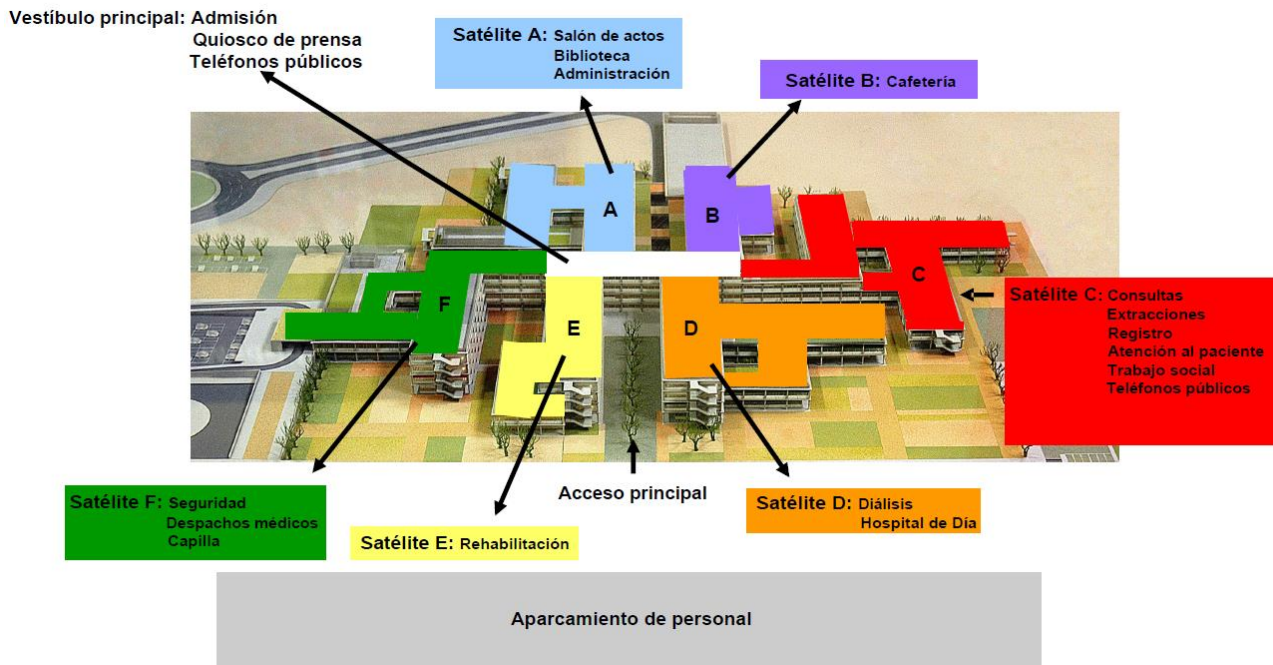 Vestíbulo principal: Admisión
Quiosco de prensa
Teléfonos públicos
Satélite A: Salón de actos
Biblioteca
Administración
Satélite B: Cafetería
A
B
C
F
E
D
Satélite C: Consultas
Extracciones
Registro
Atención al paciente
Trabajo social
Teléfonos públicos
Acceso principal
Satélite F: Seguridad
Despachos médicos
Capilla
Satélite E: Rehabilitación
Satélite D: Diálisis
Hospital de Día
Aparcamiento de personal